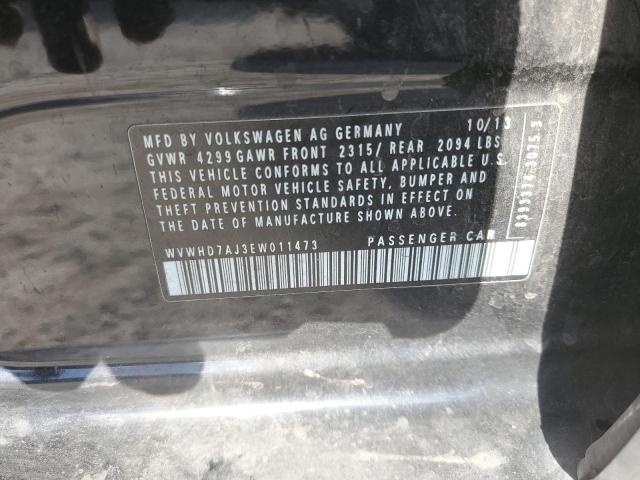 MFD BY VOLKSWAGEN AG GERMANY 10/13
GVWR 4299 GAWR FRONT 2315/ REAR 2094 LBS
THIS VEHICLE CONFORMS TO ALL APPLICABLE U.S.
FEDERAL MOTOR VEHICLE SAFETY, BUMPER AND
THEFT PREVENTION STANDARDS IN EFFECT ON THE
DATE OF MANUFACTURE SHOWN ABOVE.
WVWHD7AJ3EW011473 PASSENGER CAR